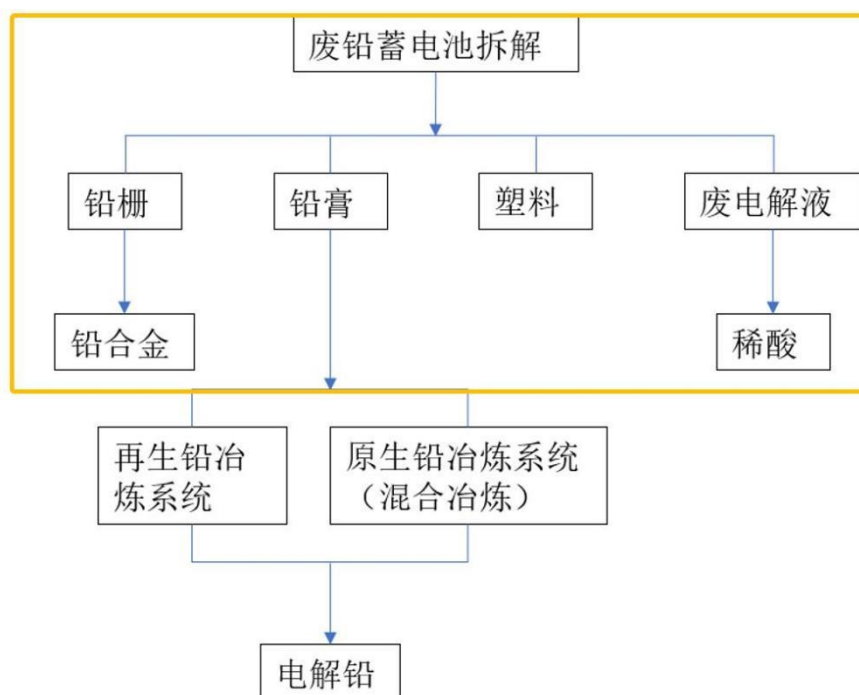 废铅蓄电池拆解
铅栅
铅膏
塑料
废电解液
铅合金
稀酸
再生铅冶
炼系统
原生铅冶炼系统
（混合冶炼）
电解铅